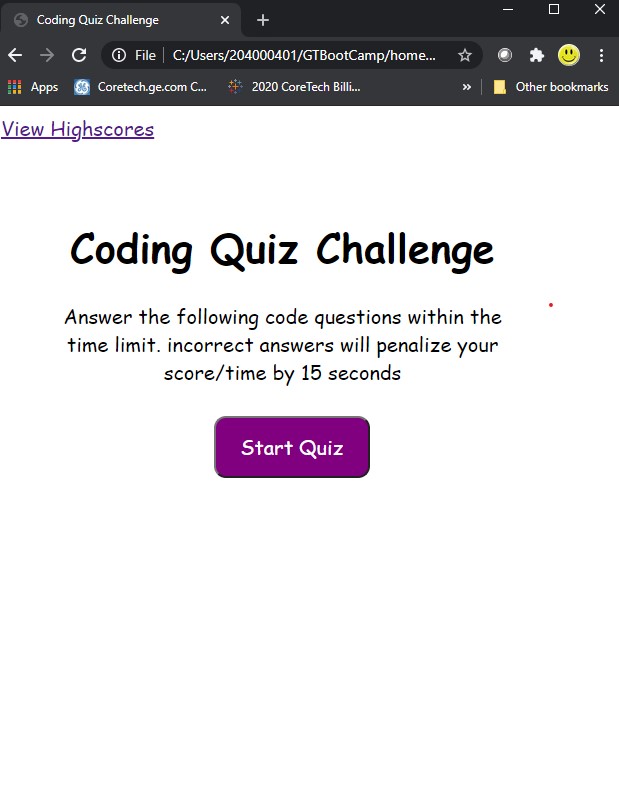 Coding Quiz Challenge
File C:/Users/204000401/GTBootCamp/home...
Apps Coretech.ge.com C... 2020 CoreTech Billi... » Other bookmarks
View Highscores
Coding Quiz Challenge
Answer the following code questions within the
time limit. incorrect answers will penalize your
score/time by 15 seconds
Start Quiz